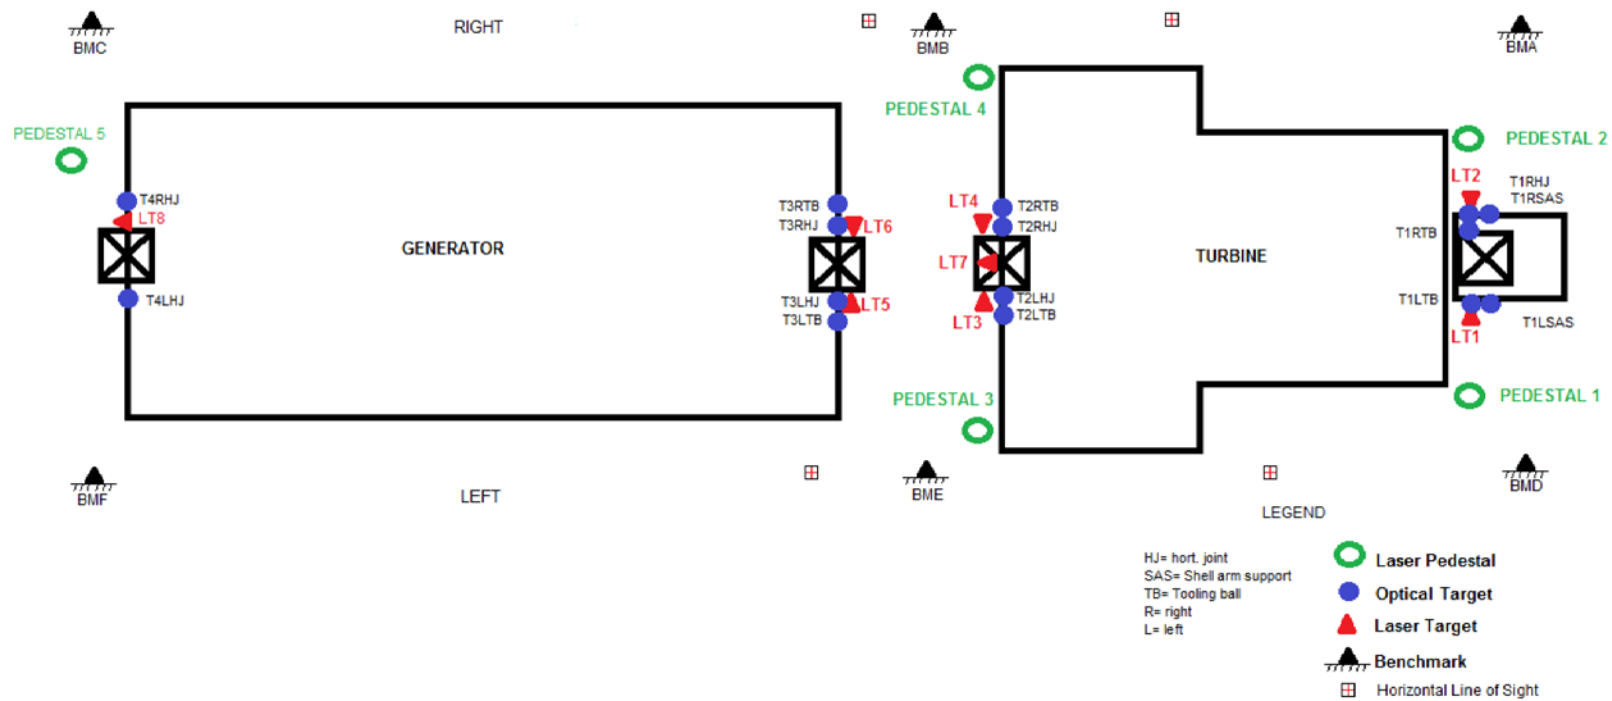 RIGHT
BMC
BMB
BMA
PEDESTAL 4
PEDESTAL 5
PEDESTAL 2
LT2
T1RHJ
T1RSAS
T4RHJ
LT8
T3RTB
T3RHJ
LT6
LT4
T2RTB
T2RHJ
T1RTB
GENERATOR
LT7
TURBINE
T4LHJ
T3LHJ
T3LTB
LT5
LT3
T2LHJ
T2LTB
T1LTB
T1LSAS
LT1
PEDESTAL 3
PEDESTAL 1
BMF
LEFT
BME
BMD
LEGEND
HJ= hort. joint
SAS= Shell arm support
TB= Tooling ball
R= right
L= left
Laser Pedestal
Optical Target
Laser Target
Benchmark
Horizontal Line of Sight